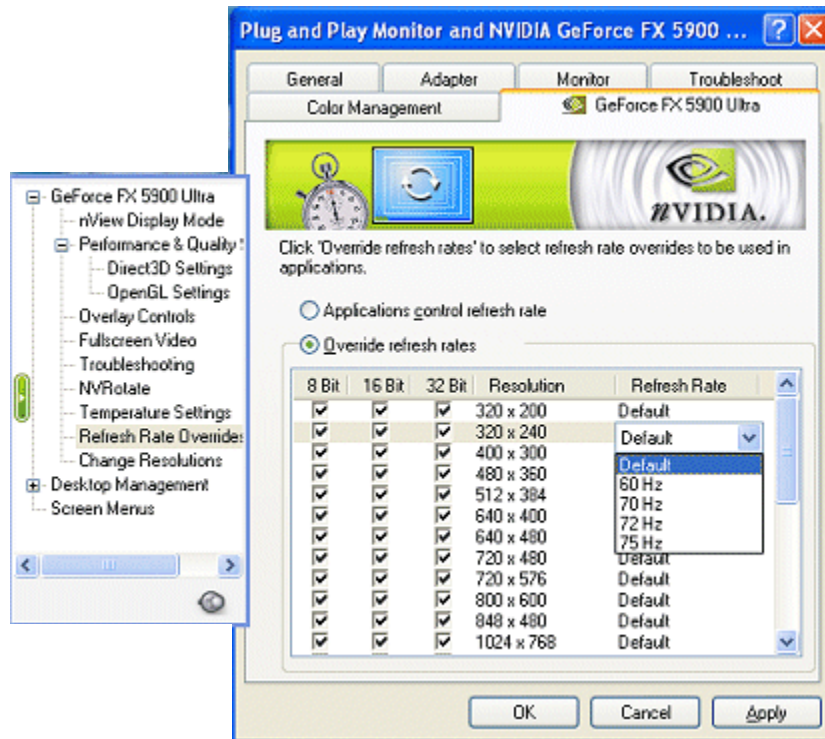 Plug and Play Monitor and NVIDIA GeForce FX 5900 ...
General Adapter Monitor Troubleshoot
Color Management GeForce FX 5900 Ultra
nVIDIA.
Click 'Override refresh rates' to select refresh rate overrides to be used in
applications.
Applications control refresh rate
Override refresh rates
8 Bit 16 Bit 32 Bit Resolution Refresh Rate
320 x 200 Default
320 x 240 Default
400 x 300
480 x 360
512 x 384
640 x 400
640 x 480
720 x 480 Default
720 x 576 Default
800 x 600 Default
848 x 480 Default
1024 x 768 Default
Default
60 Hz
70 Hz
72 Hz
75 Hz
OK Cancel Apply
GeForce FX 5900 Ultra
nView Display Mode
Performance & Quality
Direct3D Settings
OpenGL Settings
Overlay Controls
Fullscreen Video
Troubleshooting
NVRotate
Temperature Settings
Refresh Rate Overrides
Change Resolutions
Desktop Management
Screen Menus